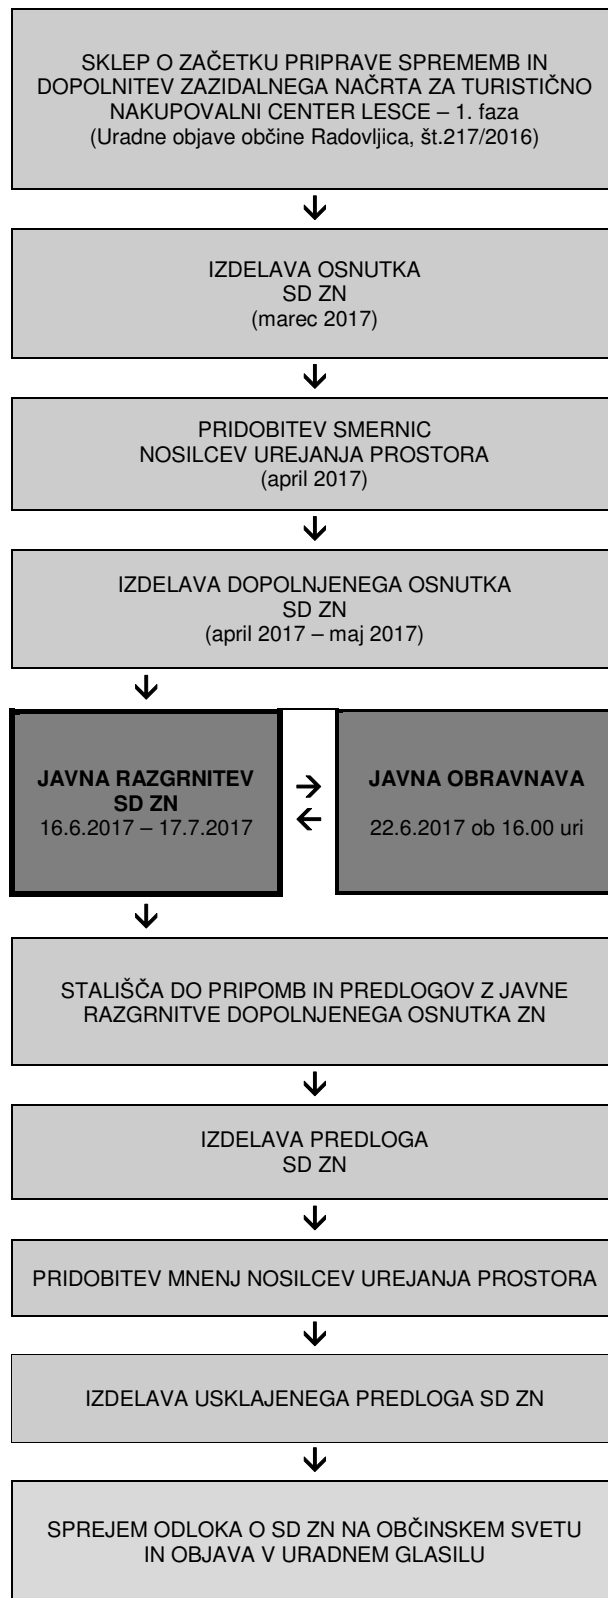 SKLEP O ZAČETKU PRIPRAVE SPREMEMB IN
DOPOLNITEV ZAZIDALNEGA NAČRTA ZA TURISTIČNO
NAKUPOVALNI CENTER LESCE – 1. faza
(Uradne objave občine Radovljica, št.217/2016)
IZDELAVA OSNUTKA
SD ZN
(marec 2017)
PRIDOBITEV SMERNIC
NOSILCEV UREJANJA PROSTORA
(april 2017)
IZDELAVA DOPOLNJENEGA OSNUTKA
SD ZN
(april 2017 – maj 2017)
JAVNA RAZGRNITEV
SD ZN
16.6.2017 – 17.7.2017
JAVNA OBRAVNAVA
22.6.2017 ob 16.00 uri
STALIŠČA DO PRIPOMB IN PREDLOGOV Z JAVNE
RAZGRNITVE DOPOLNJENEGA OSNUTKA ZN
IZDELAVA PREDLOGA
SD ZN
PRIDOBITEV MNENJ NOSILCEV UREJANJA PROSTORA
IZDELAVA USKLAJENEGA PREDLOGA SD ZN
SPREJEM ODLOKA O SD ZN NA OBČINSKEM SVETU
IN OBJAVA V URADNEM GLASILU